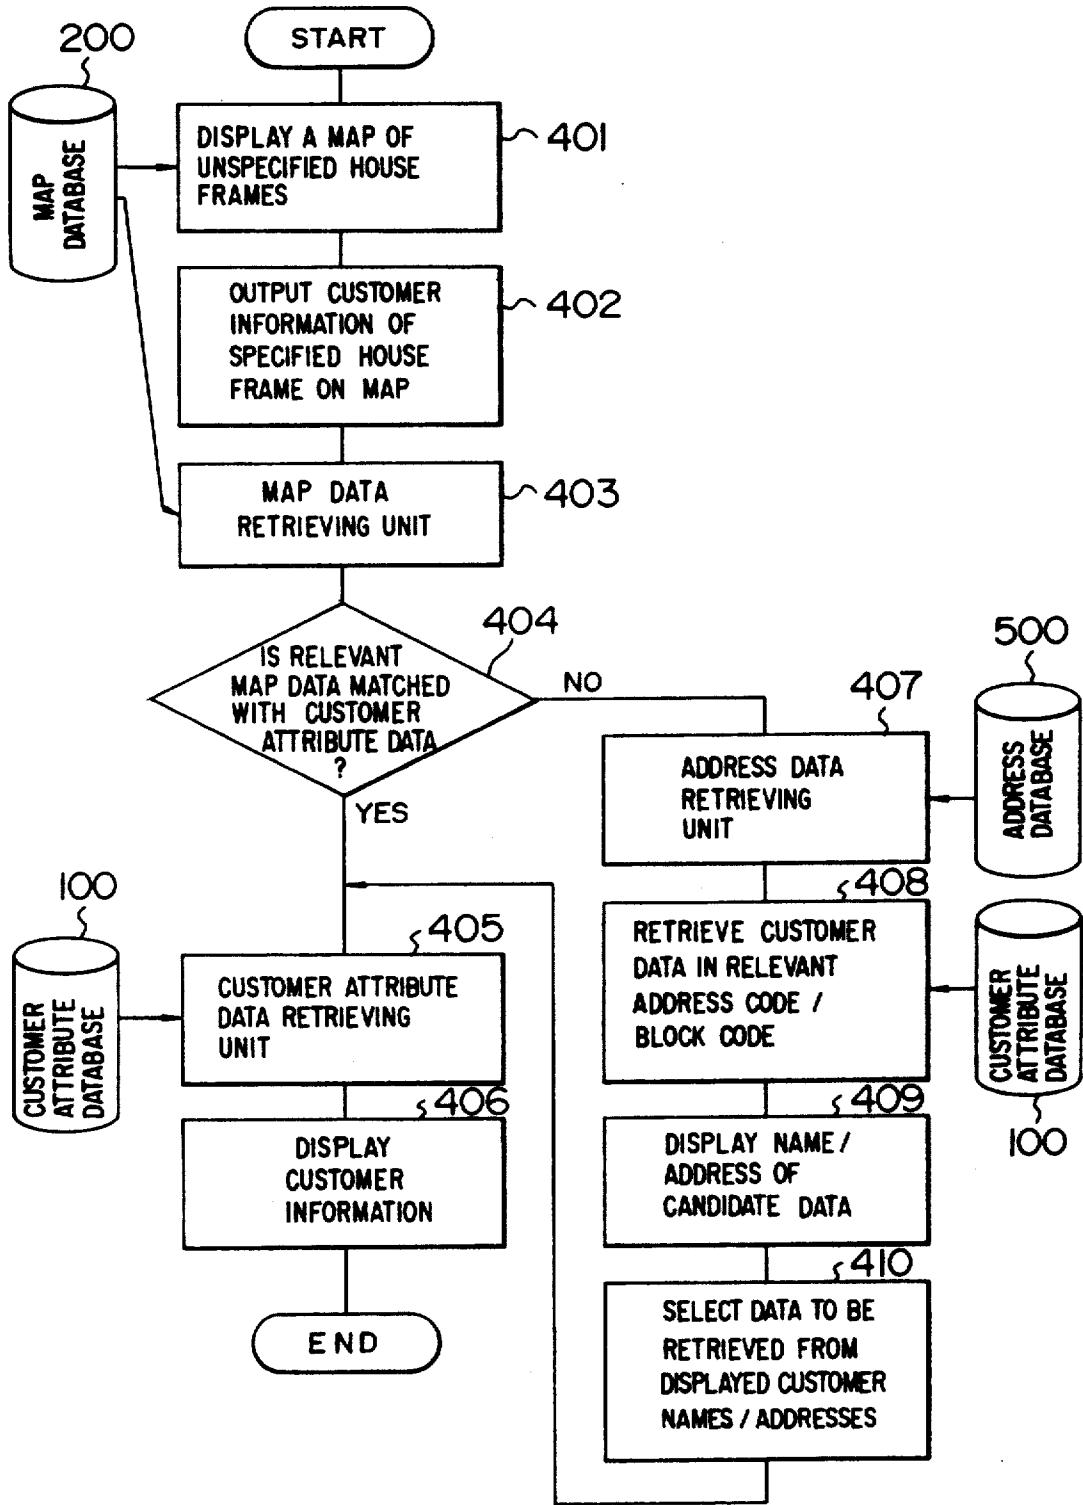 START
200
MAP
DATABASE
DISPLAY A MAP OF
UNSPECIFIED HOUSE
FRAMES
401
OUTPUT CUSTOMER
INFORMATION OF
SPECIFIED HOUSE
FRAME ON MAP
402
MAP DATA
RETRIEVING UNIT
403
IS RELEVANT
MAP DATA MATCHED
WITH CUSTOMER
ATTRIBUTE DATA
?
404
NO
YES
407
ADDRESS DATA
RETRIEVING
UNIT
500
ADDRESS
DATABASE
408
RETRIEVE CUSTOMER
DATA IN RELEVANT
ADDRESS CODE /
BLOCK CODE
CUSTOMER
ATTRIBUTE
DATABASE
100
409
DISPLAY NAME /
ADDRESS OF
CANDIDATE DATA
410
SELECT DATA TO BE
RETRIEVED FROM
DISPLAYED CUSTOMER
NAMES / ADDRESSES
100
CUSTOMER
ATTRIBUTE
DATABASE
405
CUSTOMER ATTRIBUTE
DATA RETRIEVING
UNIT
406
DISPLAY
CUSTOMER
INFORMATION
END